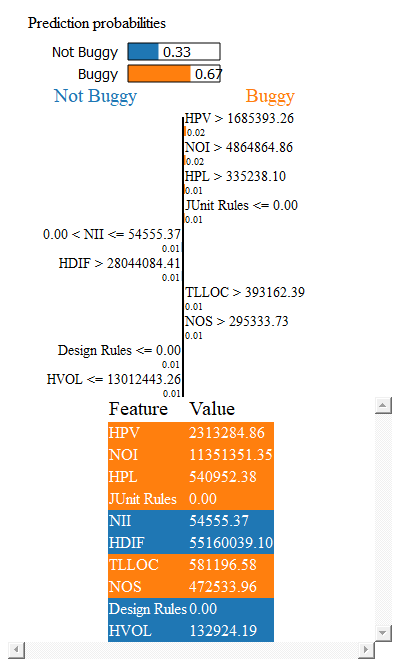 Prediction probabilities
Not Buggy 0.33
Buggy 0.67
Not Buggy Buggy
HPV > 1685393.26
0.02
NOI > 4864864.86
0.02
HPL > 335238.10
0.01
JUnit Rules <= 0.00
0.01
0.00 < NII <= 54555.37
0.01
HDIF > 28044084.41
0.01
TLLOC > 393162.39
0.01
NOS > 295333.73
0.01
Design Rules <= 0.00
0.01
HVOL <= 13012443.26
0.01
Feature Value
HPV 2313284.86
NOI 11351351.35
HPL 540952.38
JUnit Rules 0.00
NII 54555.37
HDIF 55160039.10
TLLOC 581196.58
NOS 472533.96
Design Rules 0.00
HVOL 132924.19